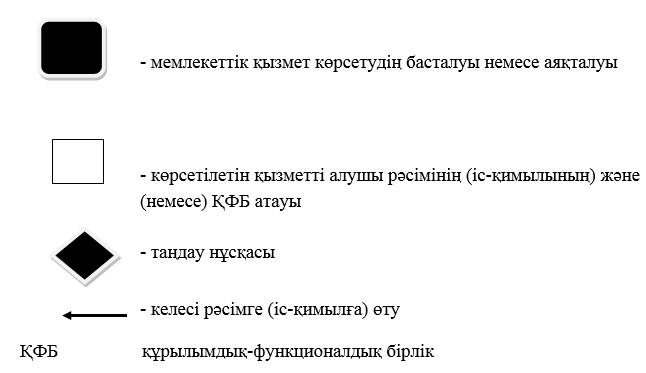 - мемлекеттік қызмет көрсетудің басталуы немесе аяқталуы
- көрсетілетін қызметті алушы рәсімінің (іс-қимылының) және
(немесе) ҚФБ атауы
- таңдау нұсқасы
- келесі рәсімге (іс-қимылға) өту
ҚФБ құрылымдық-функционалдық бірлік